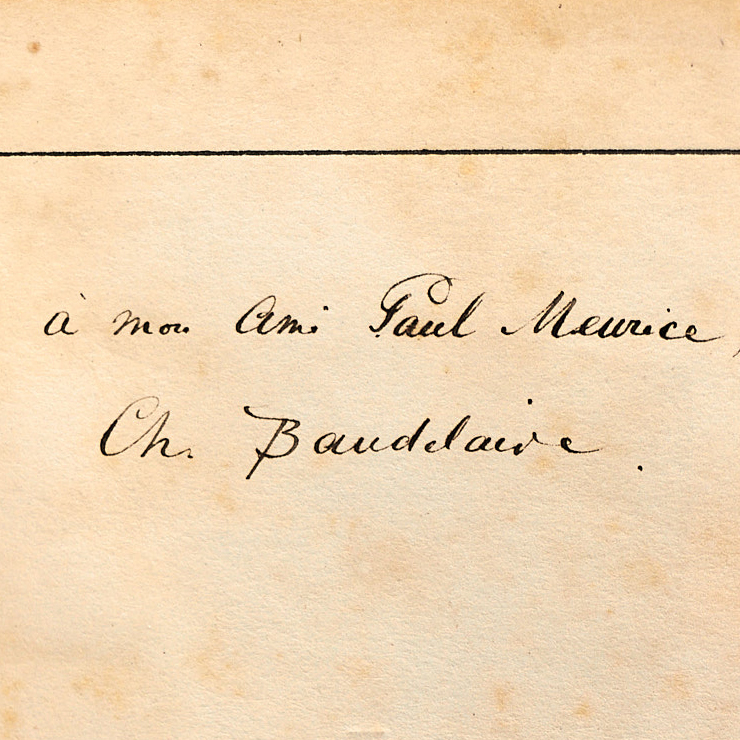 à mon Ami Paul Meurice,
Ch. Baudelaire.